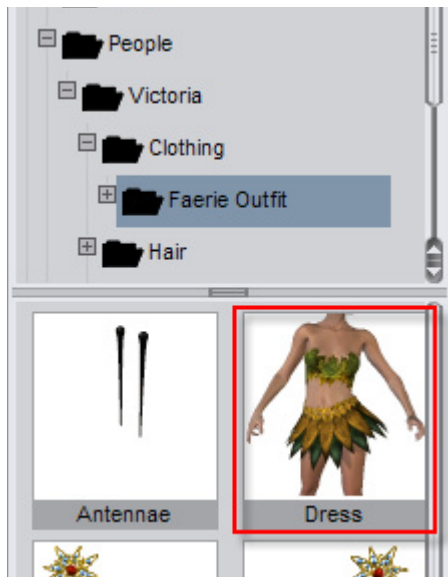 People
Victoria
Clothing
Faerie Outfit
Hair
Antennae
Dress